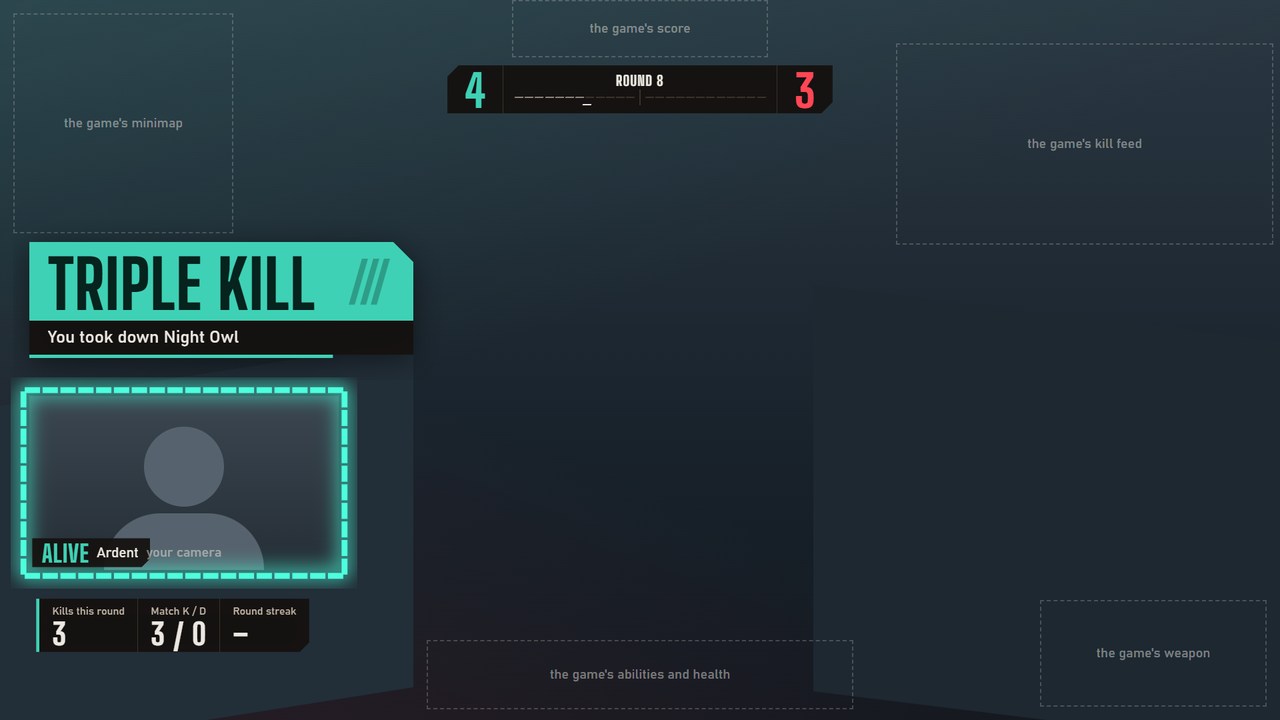 the game's score
the game's minimap
4
ROUND 8
3
the game's kill feed
TRIPLE KILL
You took down Night Owl
ALIVE Ardent
your camera
Kills this round
3
Match K / D
3 / 0
Round streak
–
the game's abilities and health
the game's weapon